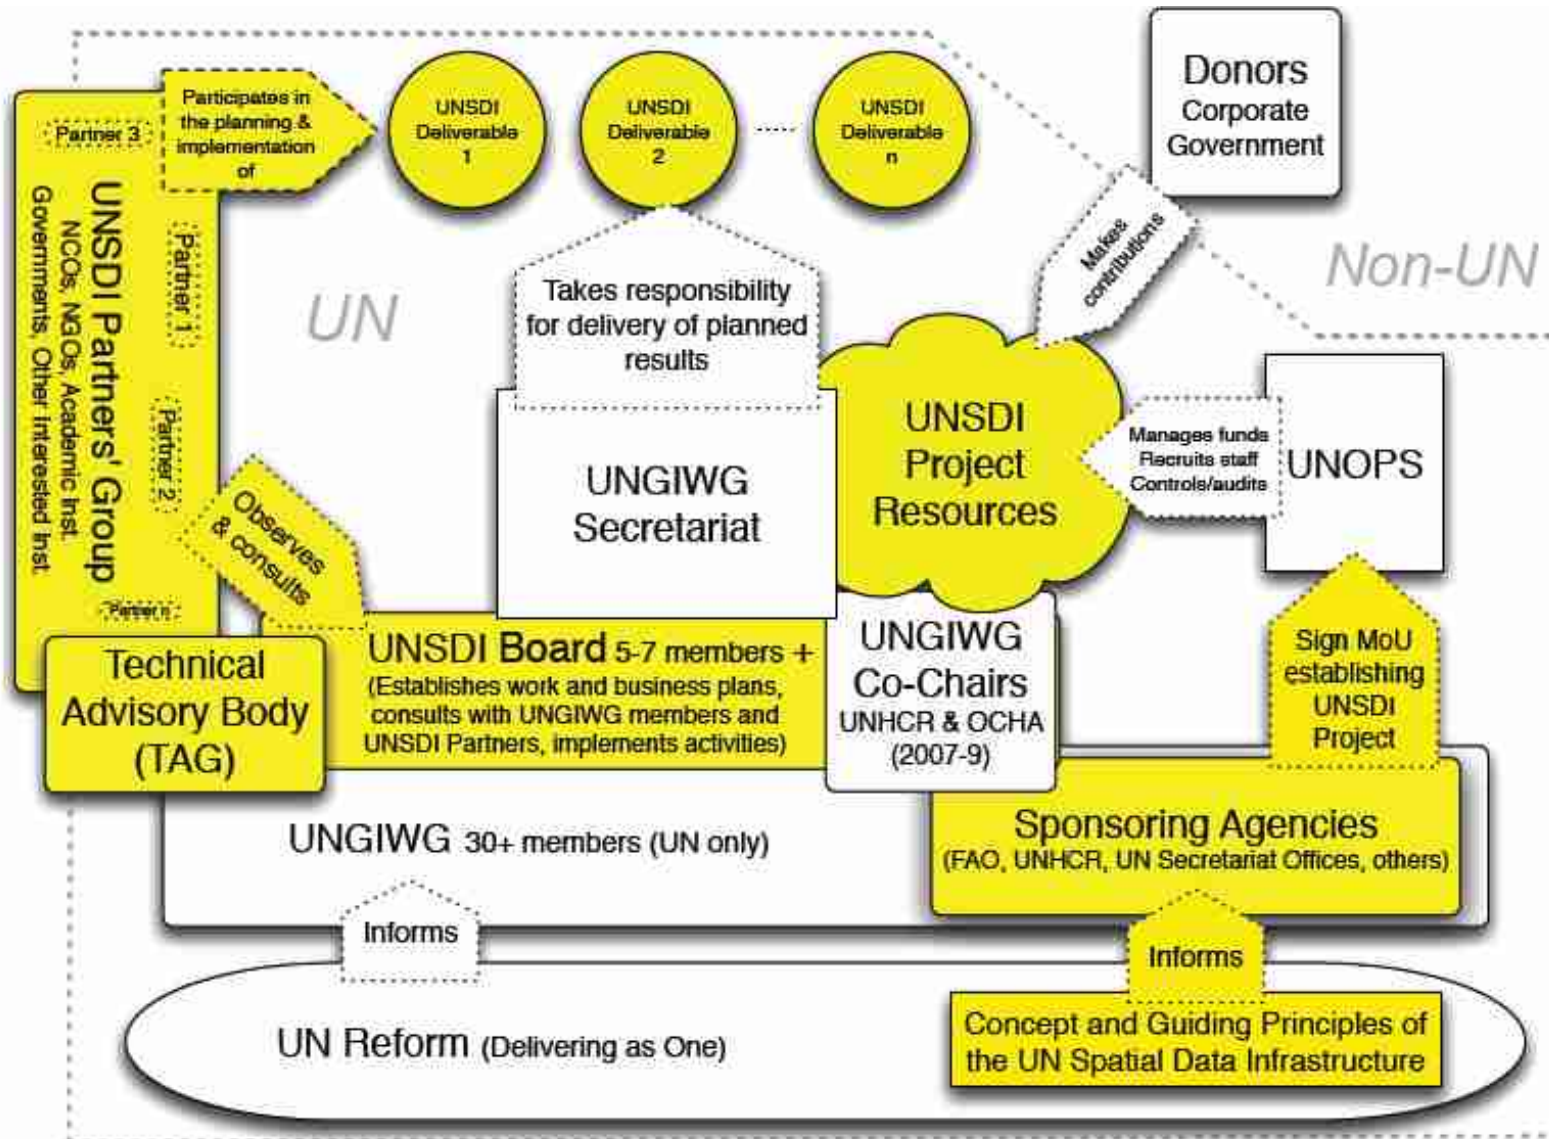 Participates in
the planning &
implementation
of
UNSDI
Deliverable
1
UNSDI
Deliverable
2
UNSDI
Deliverable
n
Donors
Corporate
Government
Makes
contributions
Non-UN
UN
Partner 3
UNSDI Partners' Group
NCOs, NGOs, Academic Inst.
Governments, Other Interested Inst.
Partner 1
Partner 2
Partner n
Takes responsibility
for delivery of planned
results
UNGIWG
Secretariat
UNSDI
Project
Resources
Manages funds
Recruits staff
Controls/audits
UNOPS
Observes
& consults
Technical
Advisory Body
(TAG)
UNSDI Board 5-7 members +
(Establishes work and business plans,
consults with UNGIWG members and
UNSDI Partners, implements activities)
UNGIWG
Co-Chairs
UNHCR & OCHA
(2007-9)
Sign MoU
establishing
UNSDI
Project
UNGIWG 30+ members (UN only)
Sponsoring Agencies
(FAO, UNHCR, UN Secretariat Offices, others)
Informs
Informs
UN Reform (Delivering as One)
Concept and Guiding Principles of
the UN Spatial Data Infrastructure